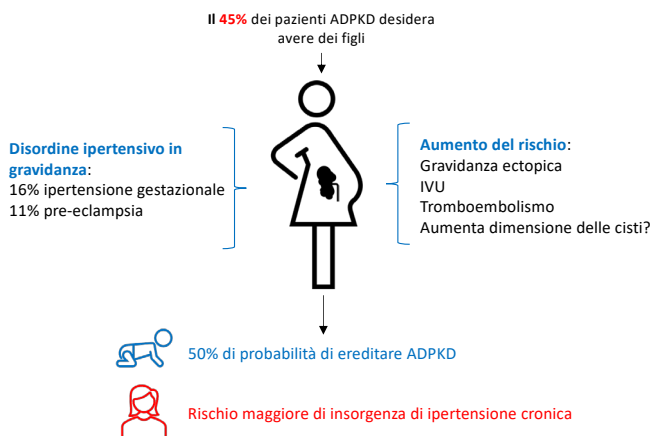 Il 45% dei pazienti ADPKD desidera
avere dei figli
Disordine ipertensivo in
gravidanza:
16% ipertensione gestazionale
11% pre-eclampsia
Aumento del rischio:
Gravidanza ectopica
IVU
Tromboembolismo
Aumenta dimensione delle cisti?
50% di probabilità di ereditare ADPKD
Rischio maggiore di insorgenza di ipertensione cronica